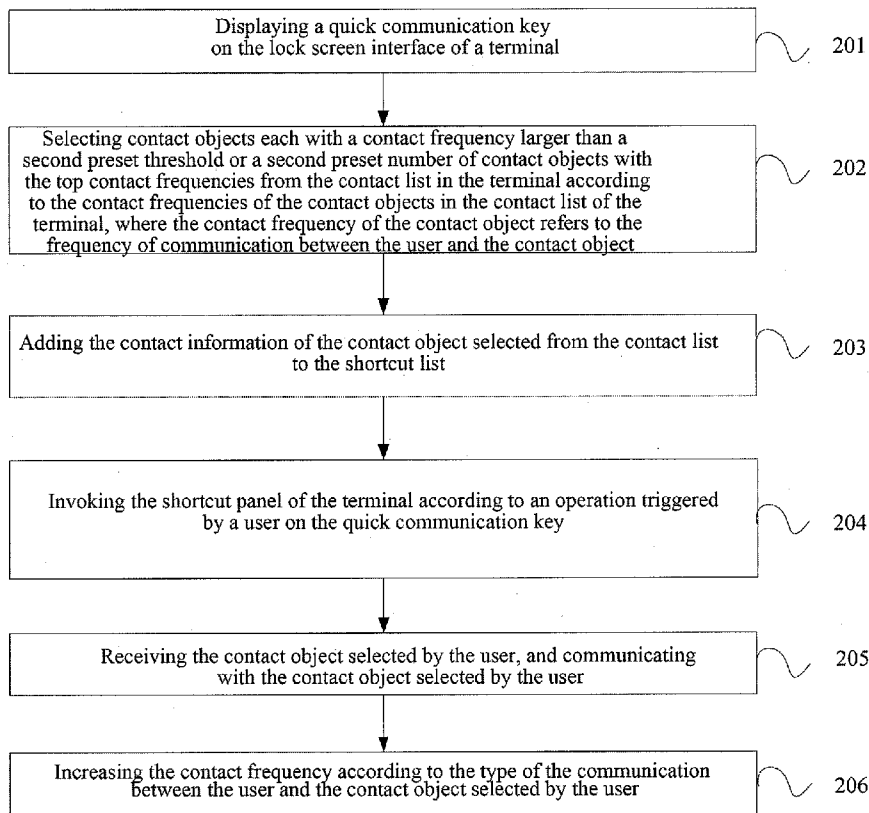 Displaying a quick communication key
on the lock screen interface of a terminal
201
Selecting contact objects each with a contact frequency larger than a
second preset threshold or a second preset number of contact objects with
the top contact frequencies from the contact list in the terminal according
to the contact frequencies of the contact objects in the contact list of the
terminal, where the contact frequency of the contact object refers to the
frequency of communication between the user and the contact object
202
Adding the contact information of the contact object selected from the contact list
to the shortcut list
203
Invoking the shortcut panel of the terminal according to an operation triggered
by a user on the quick communication key
204
Receiving the contact object selected by the user, and communicating
with the contact object selected by the user
205
Increasing the contact frequency according to the type of the communication
between the user and the contact object selected by the user
206